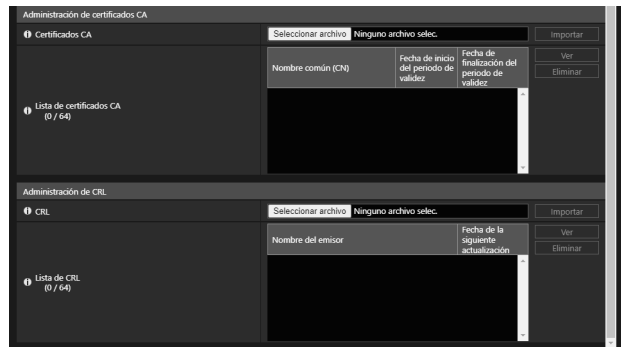 Administración de certificados CA
Certificados CA Seleccionar archivo Ninguno archivo selec. Importar
Nombre común (CN)
Fecha de inicio
del periodo de
validez
Fecha de
finalización del
periodo de
validez
Ver
Eliminar
Lista de certificados CA
(0 / 64)
Administración de CRL
CRL Seleccionar archivo Ninguno archivo selec. Importar
Nombre del emisor
Fecha de la
siguiente
actualización
Ver
Eliminar
Lista de CRL
(0 / 64)